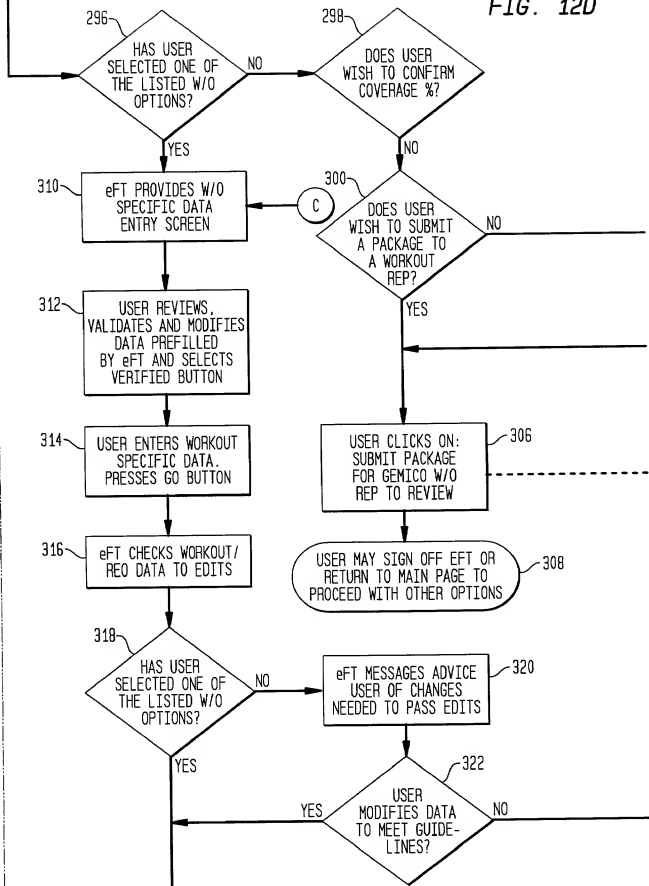 FIG. 12D
296
HAS USER
SELECTED ONE OF
THE LISTED W/O
OPTIONS?
NO
YES
298
DOES USER
WISH TO CONFIRM
COVERAGE %?
NO
300
DOES USER
WISH TO SUBMIT
A PACKAGE TO
A WORKOUT
REP?
NO
YES
310
eFT PROVIDES W/O
SPECIFIC DATA
ENTRY SCREEN
C
312
USER REVIEWS,
VALIDATES AND MODIFIES
DATA PREFILLED
BY eFT AND SELECTS
VERIFIED BUTTON
314
USER ENTERS WORKOUT
SPECIFIC DATA.
PRESSES GO BUTTON
306
USER CLICKS ON:
SUBMIT PACKAGE
FOR GEMICO W/O
REP TO REVIEW
316
eFT CHECKS WORKOUT/
REO DATA TO EDITS
308
USER MAY SIGN OFF EFT OR
RETURN TO MAIN PAGE TO
PROCEED WITH OTHER OPTIONS
318
HAS USER
SELECTED ONE OF
THE LISTED W/O
OPTIONS?
NO
YES
320
eFT MESSAGES ADVICE
USER OF CHANGES
NEEDED TO PASS EDITS
322
USER
MODIFIES DATA
TO MEET GUIDE-
LINES?
YES
NO